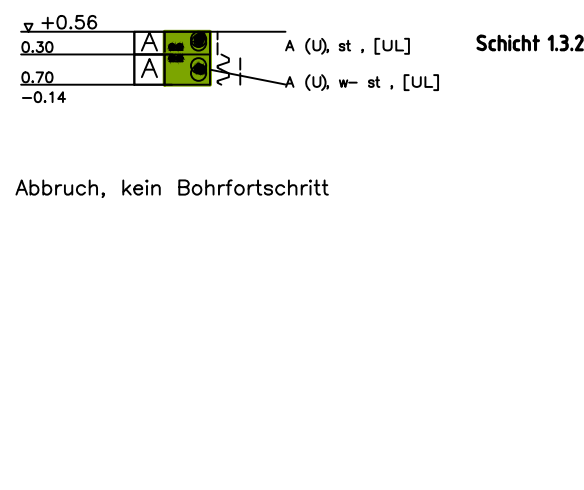 +0.56
0.30
A
A (U), st , [UL]
Schicht 1.3.2
0.70
A
A (U), w- st , [UL]
-0.14
Abbruch, kein Bohrfortschritt